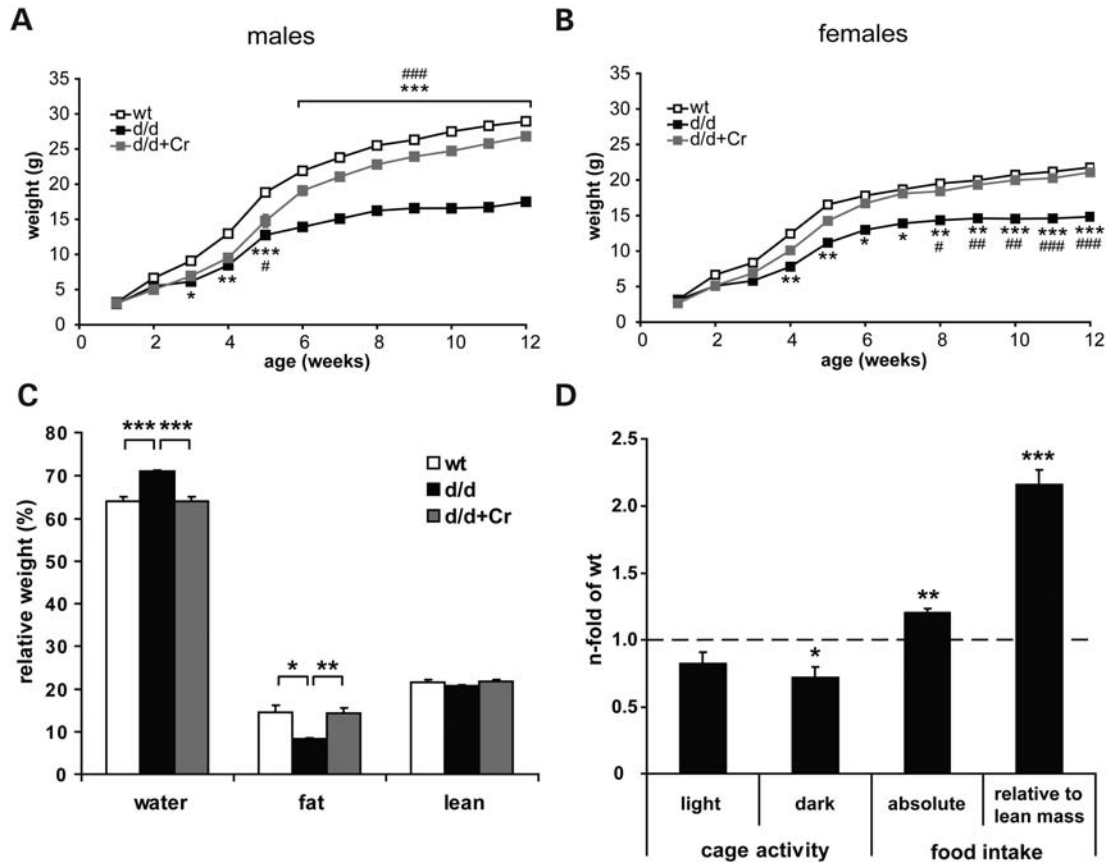 A
males
weight (g)
35
30
25
20
15
10
5
0
wt
d/d
d/d+Cr
###
***
*
**
***
#
0 2 4 6 8 10 12
age (weeks)
B
females
weight (g)
35
30
25
20
15
10
5
0
wt
d/d
d/d+Cr
** ** * * ** ** *** *** ***
# ## ## ### ###
0 2 4 6 8 10 12
age (weeks)
C
relative weight (%)
80
70
60
50
40
30
20
10
0
*** ***
* **
wt
d/d
d/d+Cr
water fat lean
D
n-fold of wt
2.5
2.0
1.5
1.0
0.5
0
*
**
***
light dark absolute relative to
lean mass
cage activity food intake